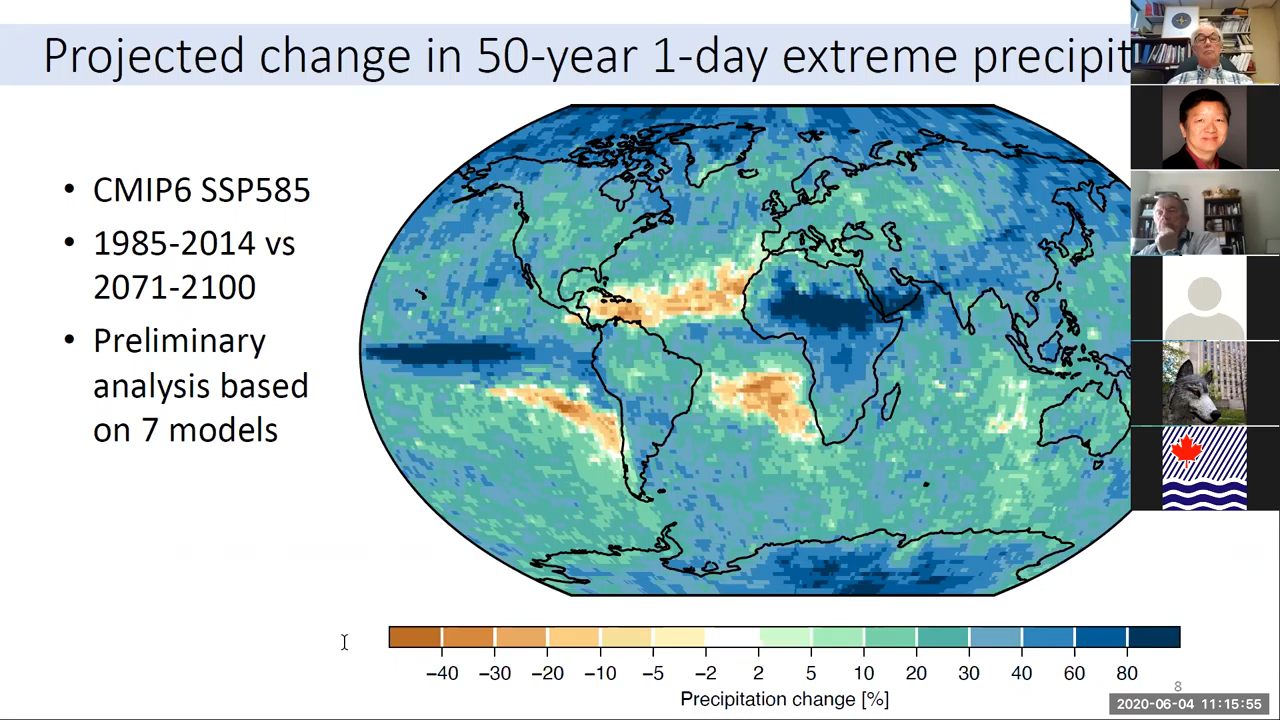 Projected change in 50-year 1-day extreme precipit
• CMIP6 SSP585
• 1985-2014 vs
2071-2100
• Preliminary
analysis based
on 7 models
−40 −30 −20 −10 −5 −2 2 5 10 20 30 40 60 80
Precipitation change [%]
8
2020-06-04 11:15:55